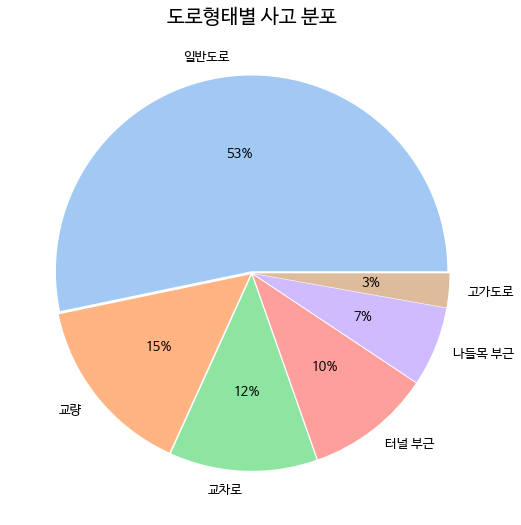 도로형태별 사고 분포
일반도로
53%
3%
고가도로
7%
15%
나들목 부근
10%
12%
교량
터널 부근
교차로